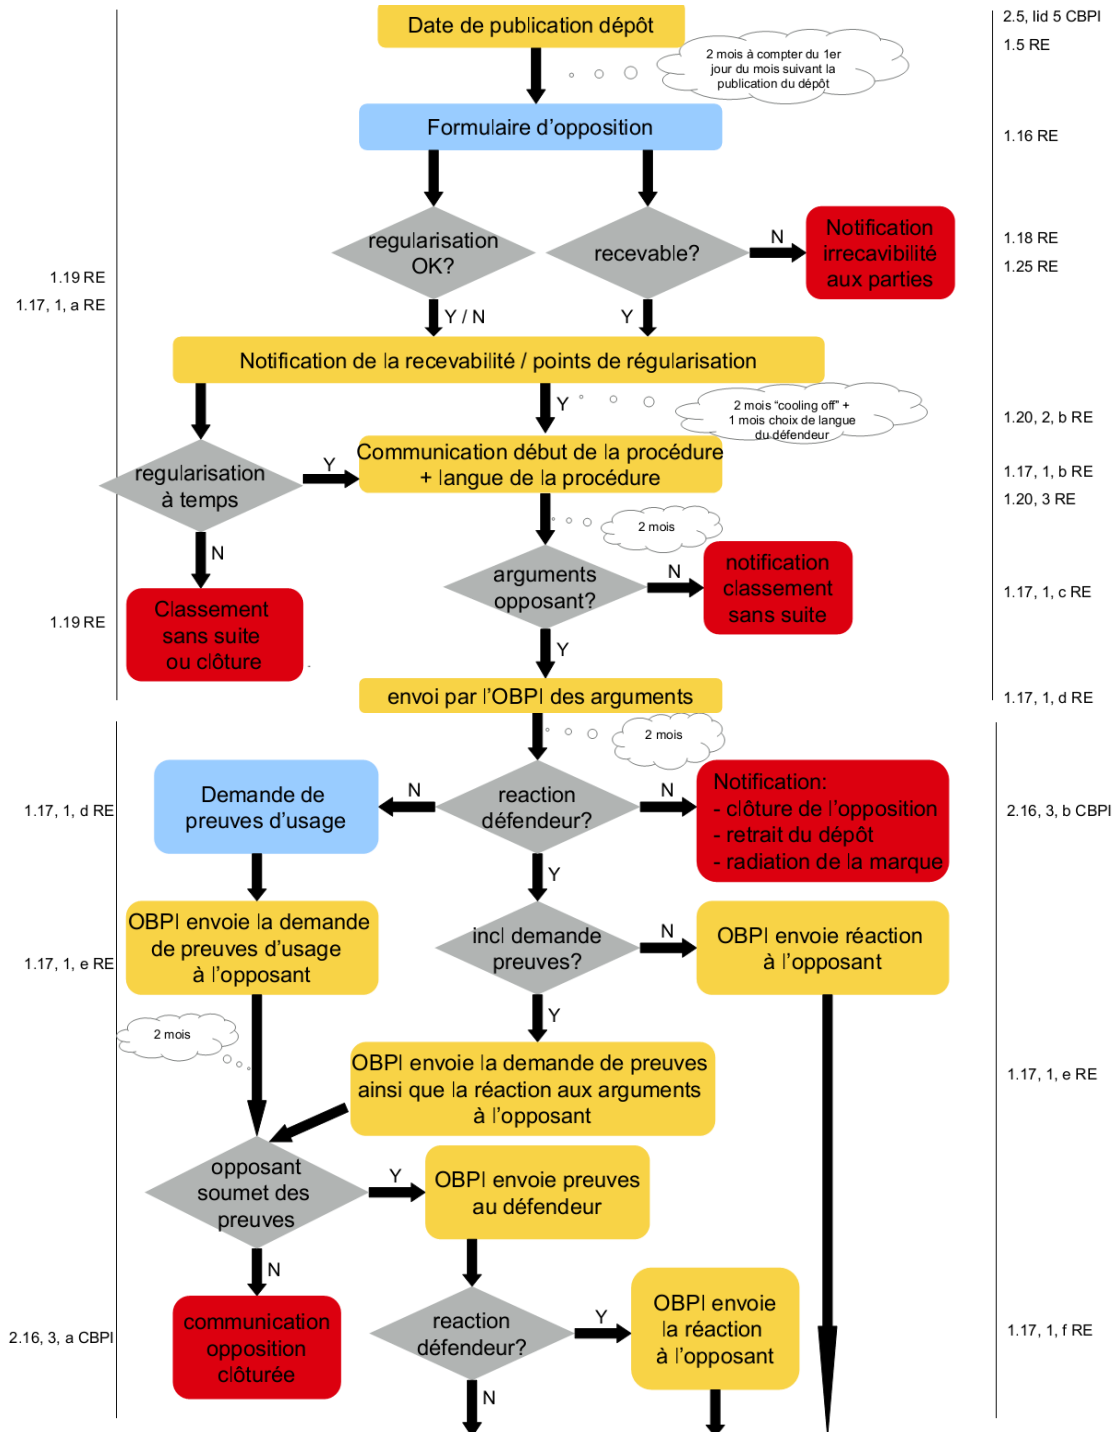 Date de publication dépôt
2.5, lid 5 CBPI
1.5 RE
2 mois à compter du 1er
jour du mois suivant la
publication du dépôt
Formulaire d'opposition
1.16 RE
regularisation
OK?
recevable?
N
Notification
irrecavibilité
aux parties
1.18 RE
1.25 RE
1.19 RE
1.17, 1, a RE
Y / N
Y
Notification de la recevabilité / points de régularisation
Y
2 mois "cooling off" +
1 mois choix de langue
du défendeur
1.20, 2, b RE
Communication début de la procédure
+ langue de la procédure
regularisation
à temps
Y
1.17, 1, b RE
1.20, 3 RE
2 mois
N
arguments
opposant?
N
notification
classement
sans suite
1.17, 1, c RE
Classement
sans suite
ou clôture
1.19 RE
Y
envoi par l'OBPI des arguments
1.17, 1, d RE
2 mois
Demande de
preuves d'usage
N
reaction
défendeur?
N
Notification:
- clôture de l'opposition
- retrait du dépôt
- radiation de la marque
1.17, 1, d RE
2.16, 3, b CBPI
Y
OBPI envoie la demande
de preuves d'usage
à l'opposant
incl demande
preuves?
N
OBPI envoie réaction
à l'opposant
1.17, 1, e RE
Y
2 mois
OBPI envoie la demande de preuves
ainsi que la réaction aux arguments
à l'opposant
1.17, 1, e RE
opposant
soumet des
preuves
Y
OBPI envoie preuves
au défendeur
N
communication
opposition
clôturée
2.16, 3, a CBPI
reaction
défendeur?
Y
OBPI envoie
la réaction
à l'opposant
1.17, 1, f RE
N